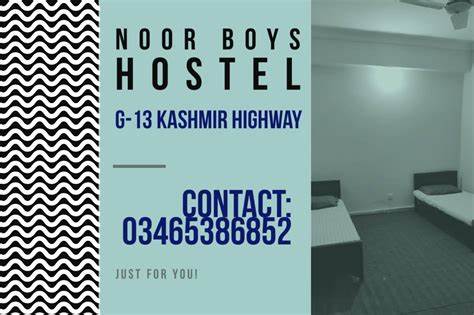 NOOR BOYS
HOSTEL
G-13 KASHMIR HIGHWAY
CONTACT:
03465386852
JUST FOR YOU!